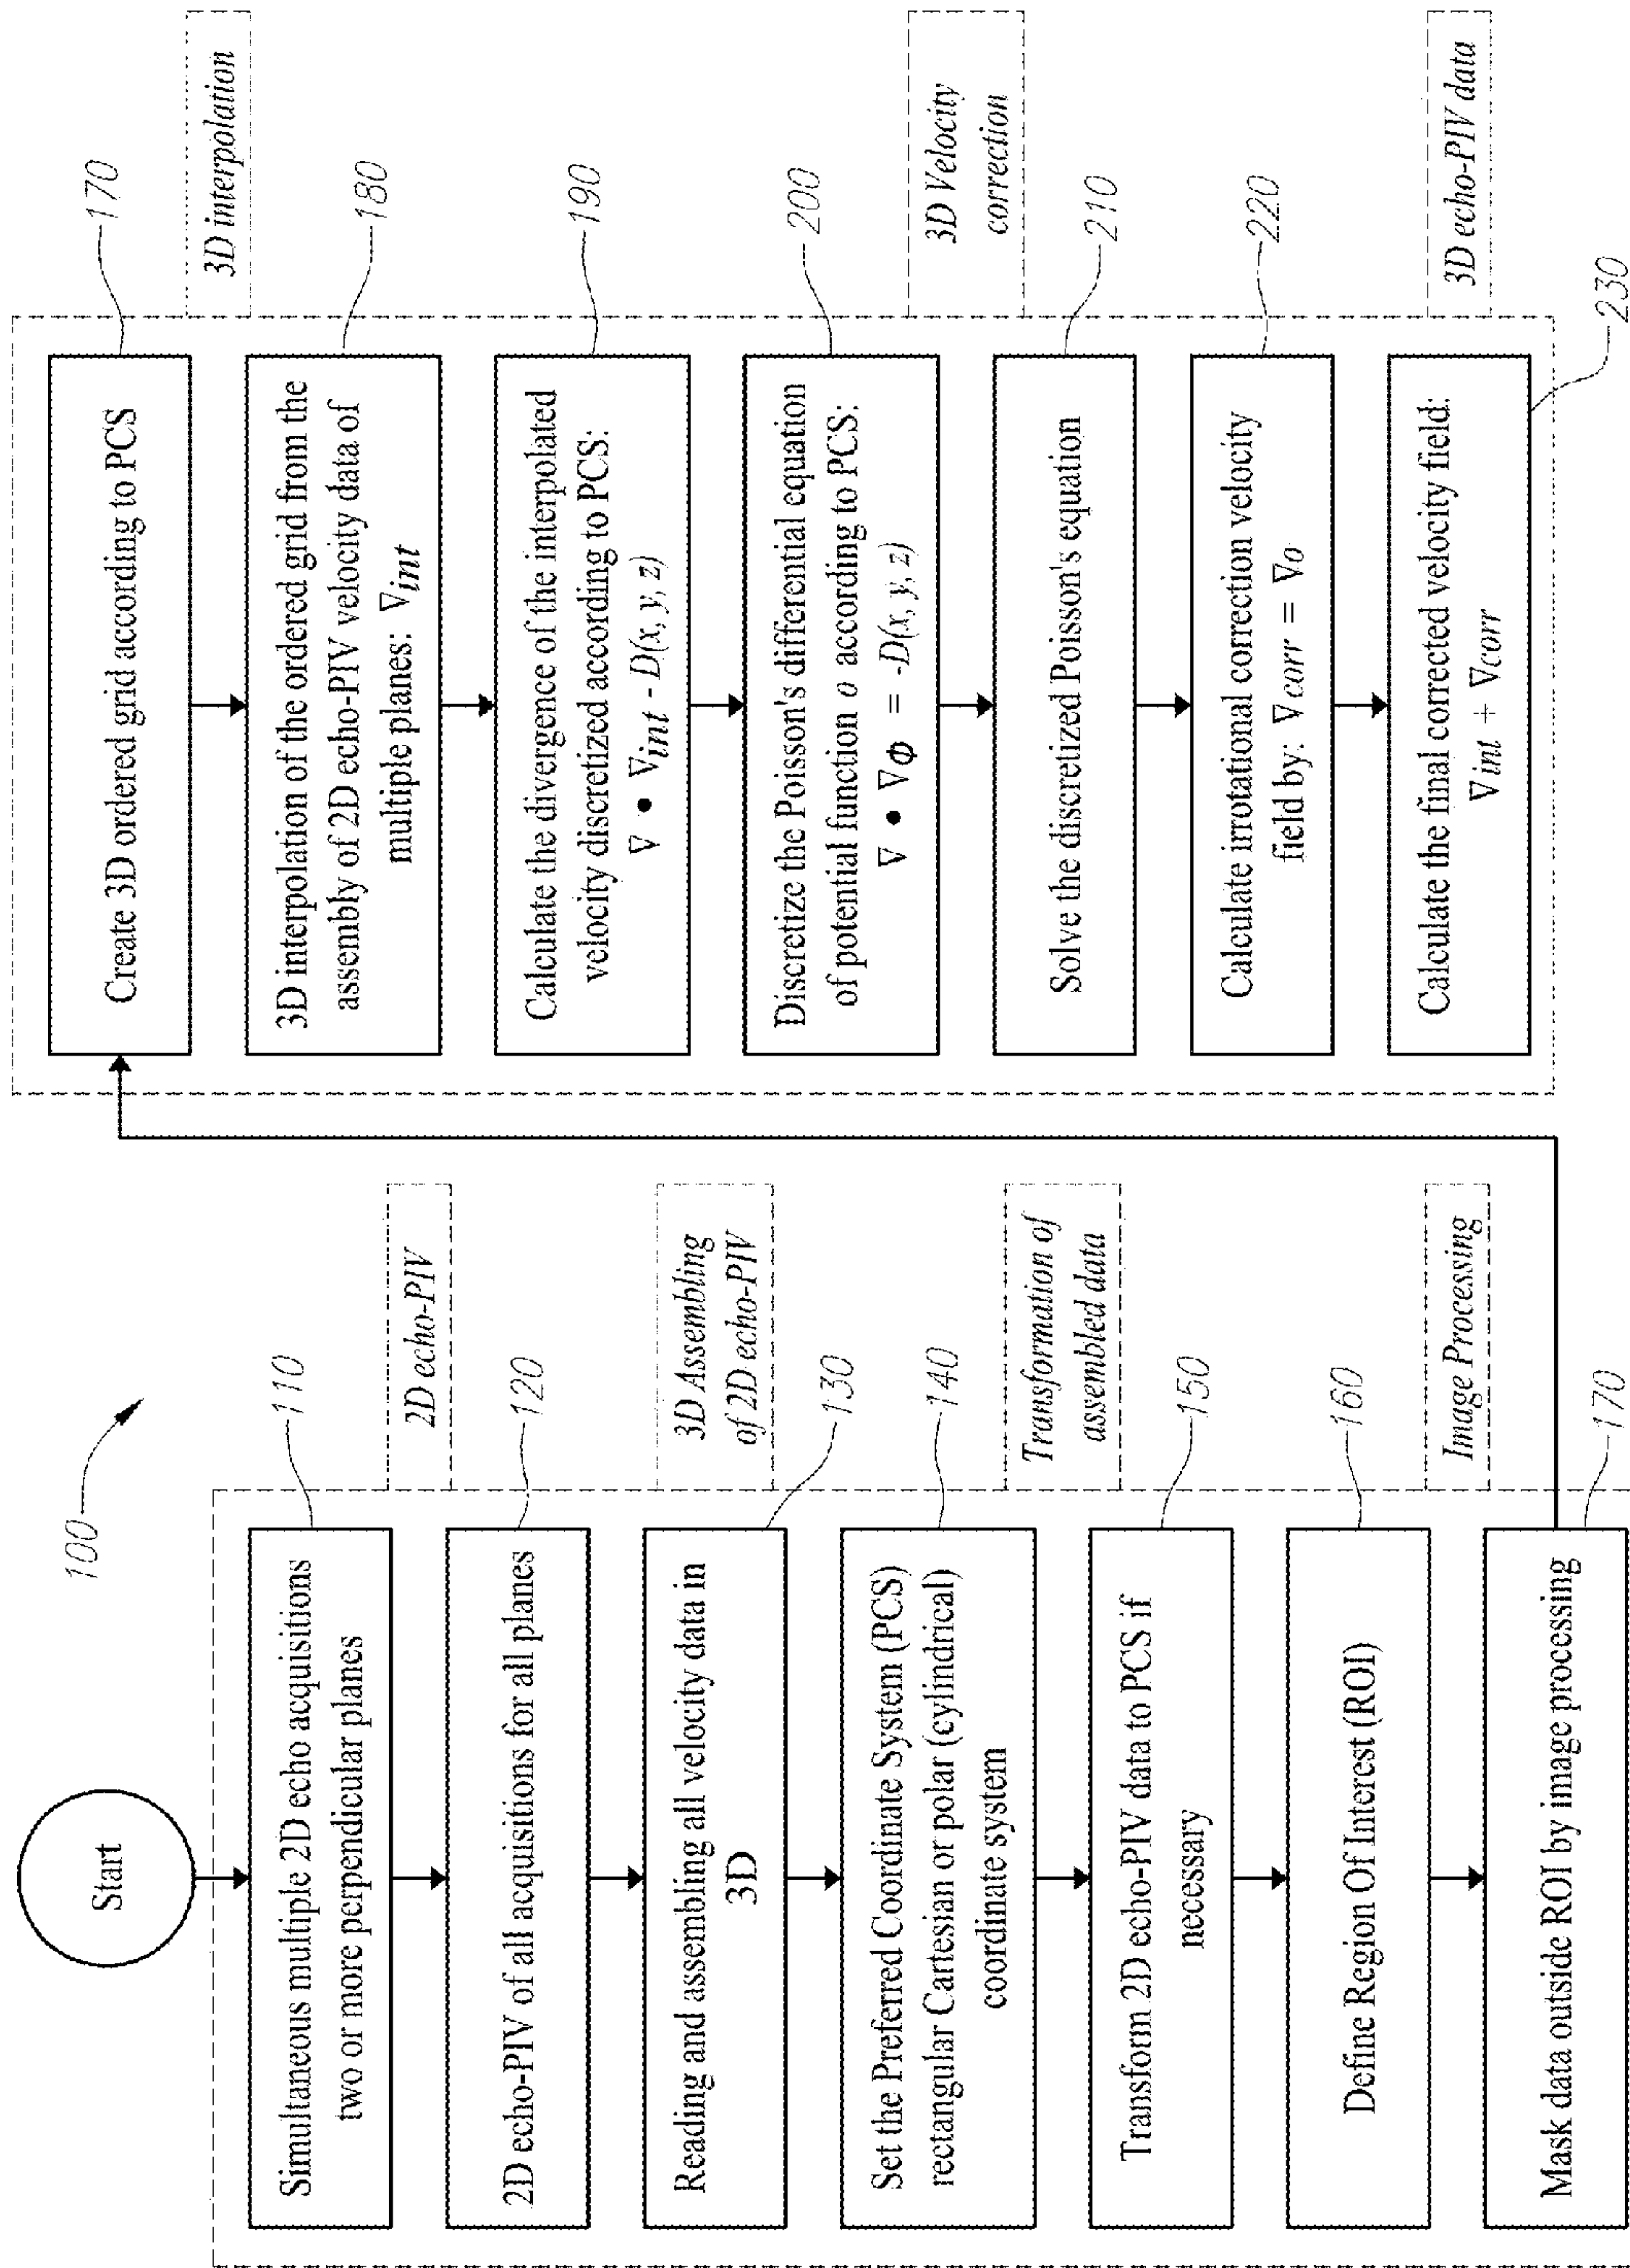 100
Start
Simultaneous multiple 2D echo acquisitions
two or more perpendicular planes
110
2D echo-PIV
2D echo-PIV of all acquisitions for all planes
120
3D Assembling
of 2D echo-PIV
Reading and assembling all velocity data in
3D
130
Set the Preferred Coordinate System (PCS)
rectangular Cartesian or polar (cylindrical)
coordinate system
140
Transformation of
assembled data
Transform 2D echo-PIV data to PCS if
necessary
150
Define Region Of Interest (ROI)
160
Image Processing
Mask data outside ROI by image processing
170
Create 3D ordered grid according to PCS
170
3D interpolation
3D interpolation of the ordered grid from the
assembly of 2D echo-PIV velocity data of
multiple planes: ∇int
180
Calculate the divergence of the interpolated
velocity discretized according to PCS:
∇ • ∇int - D(x, y, z)
190
Discretize the Poisson's differential equation
of potential function o according to PCS:
∇ • ∇Φ = -D(x, y, z)
200
3D Velocity
correction
Solve the discretized Poisson's equation
210
Calculate irrotational correction velocity
field by: ∇corr = ∇o
220
3D echo-PIV data
Calculate the final corrected velocity field:
∇int + ∇corr
230